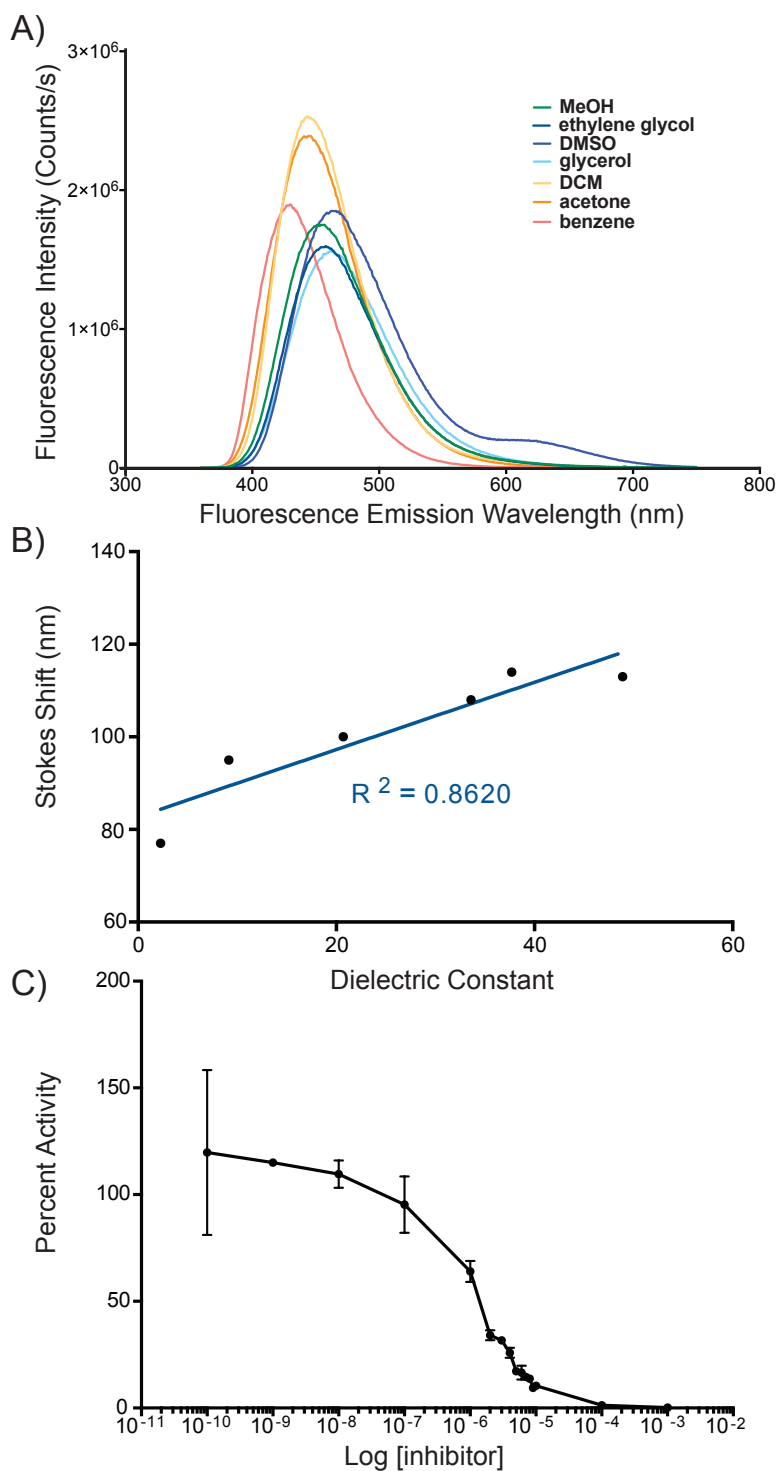 A)
3×10⁶
2×10⁶
1×10⁶
0
Fluorescence Intensity (Counts/s)
MeOH
ethylene glycol
DMSO
glycerol
DCM
acetone
benzene
300 400 500 600 700 800
Fluorescence Emission Wavelength (nm)
B)
140
120
100
80
60
Stokes Shift (nm)
R² = 0.8620
0 20 40 60
Dielectric Constant
C)
200
150
100
50
0
Percent Activity
10⁻¹¹ 10⁻¹⁰ 10⁻⁹ 10⁻⁸ 10⁻⁷ 10⁻⁶ 10⁻⁵ 10⁻⁴ 10⁻³ 10⁻²
Log [inhibitor]